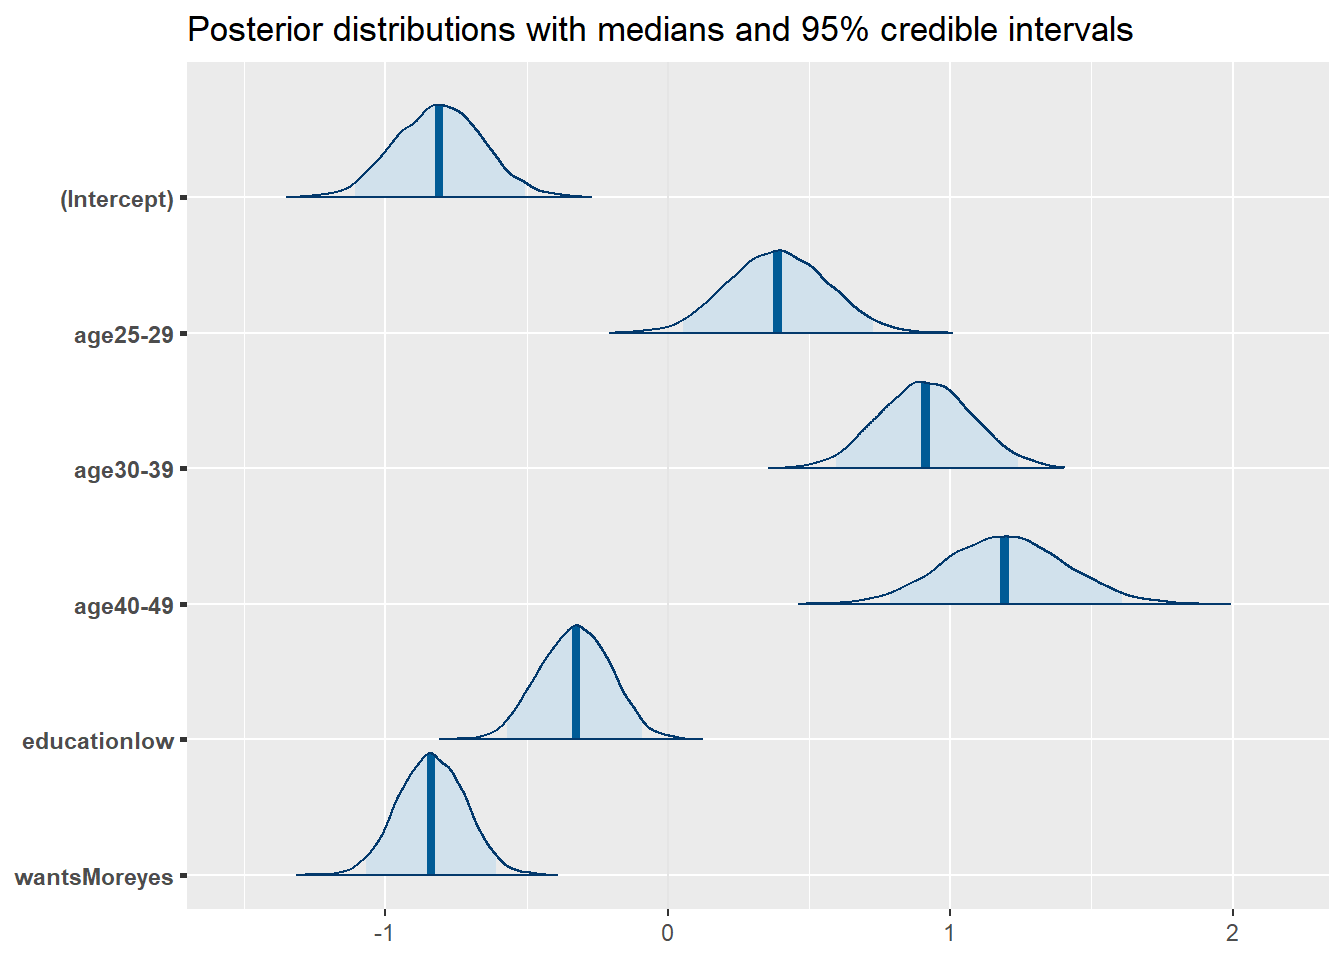 Posterior distributions with medians and 95% credible intervals
(Intercept)
age25-29
age30-39
age40-49
educationlow
wantsMoreyes
-1 0 1 2